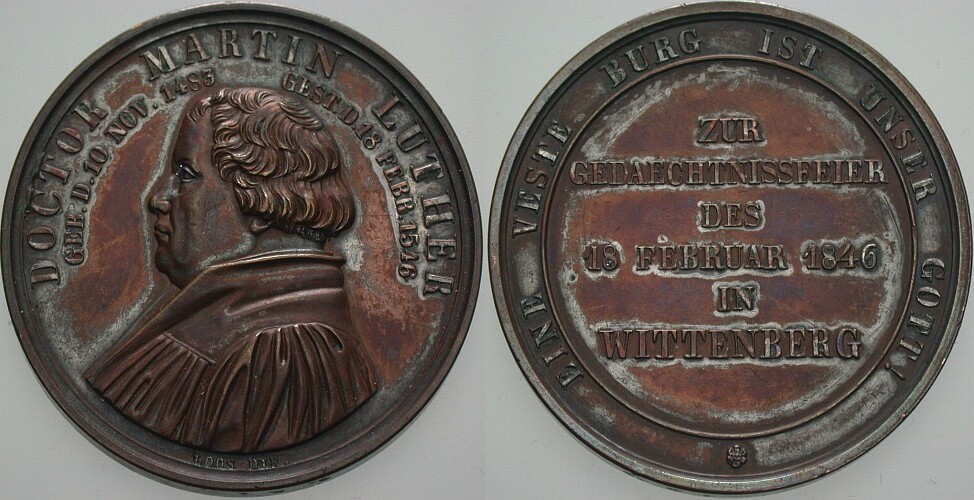 DOCTOR MARTIN LUTHER
GEB D. 10 NOV. 1483 GEST.D.18 FEBR.1546
LOOS DIR.
EINE VESTE BURG IST UNSER GOTT!
ZUR
GEDAECHTNISSFEIER
DES
18 FEBRUAR 1846
IN
WITTENBERG